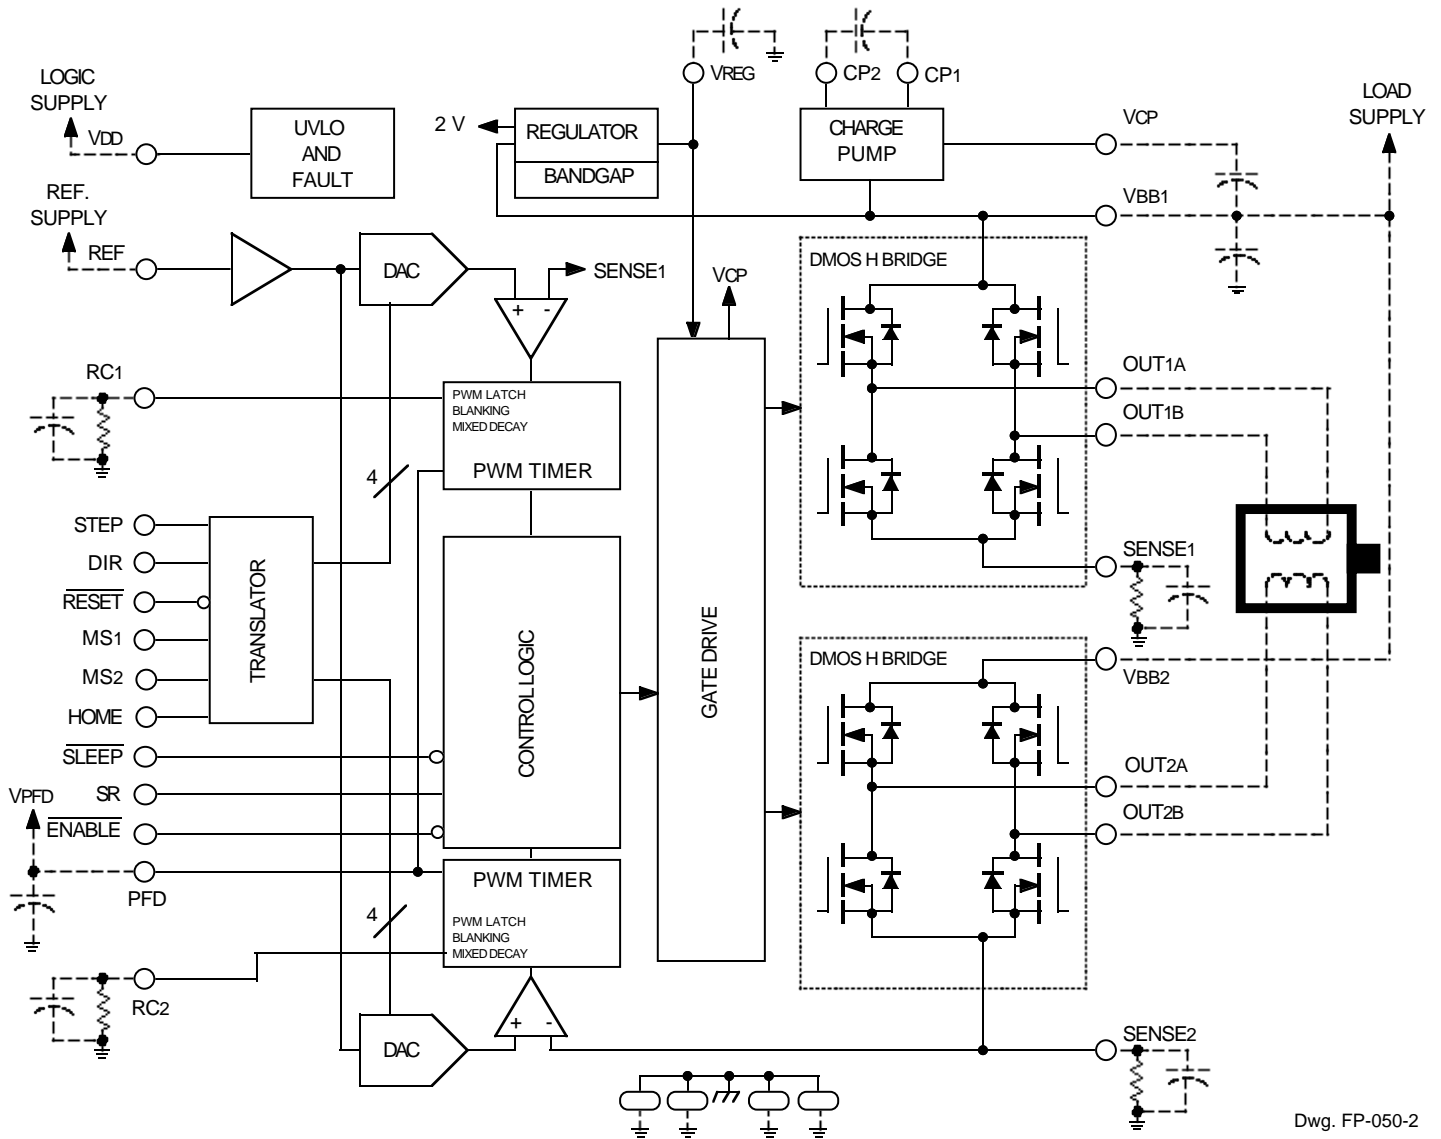 VREG
CP2
CP1
LOGIC
SUPPLY
VDD
UVLO
AND
FAULT
2 V
REGULATOR
BANDGAP
CHARGE
PUMP
VCP
LOAD
SUPPLY
REF.
SUPPLY
REF
VBB1
DAC
SENSE1
+ -
VCP
DMOS H BRIDGE
RC1
PWM LATCH
BLANKING
MIXED DECAY
PWM TIMER
4
OUT1A
OUT1B
STEP
DIR
RESET
MS1
MS2
HOME
TRANSLATOR
CONTROL LOGIC
GATE DRIVE
SENSE1
DMOS H BRIDGE
VBB2
SLEEP
SR
VPFD
ENABLE
PFD
OUT2A
OUT2B
PWM TIMER
PWM LATCH
BLANKING
MIXED DECAY
4
RC2
+ -
DAC
SENSE2
Dwg. FP-050-2